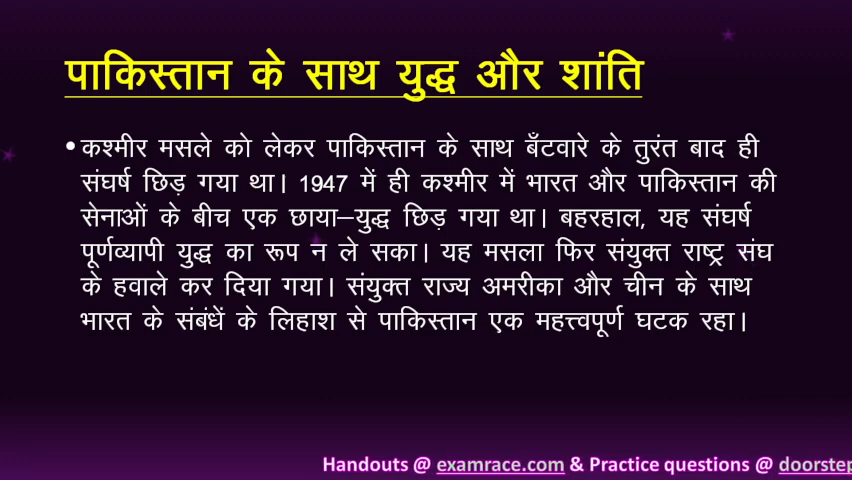 पाकिस्तान के साथ युद्ध और शांति
• कश्मीर मसले को लेकर पाकिस्तान के साथ बँटवारे के तुरंत बाद ही
संघर्ष छिड़ गया था। 1947 में ही कश्मीर में भारत और पाकिस्तान की
सेनाओं के बीच एक छाया–युद्ध छिड़ गया था। बहरहाल, यह संघर्ष
पूर्णव्यापी युद्ध का रूप न ले सका। यह मसला फिर संयुक्त राष्ट्र संघ
के हवाले कर दिया गया। संयुक्त राज्य अमरीका और चीन के साथ
भारत के संबंधें के लिहाश से पाकिस्तान एक महत्त्वपूर्ण घटक रहा।
Handouts @ examrace.com & Practice questions @ doorstep